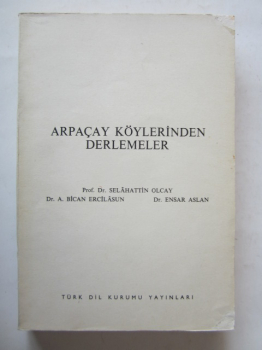 ARPAÇAY KÖYLERİNDEN
DERLEMELER
Prof. Dr. SELÂHATTİN OLCAY
Dr. A. BİCAN ERCİLÂSUN Dr. ENSAR ASLAN
TÜRK DİL KURUMU YAYINLARI